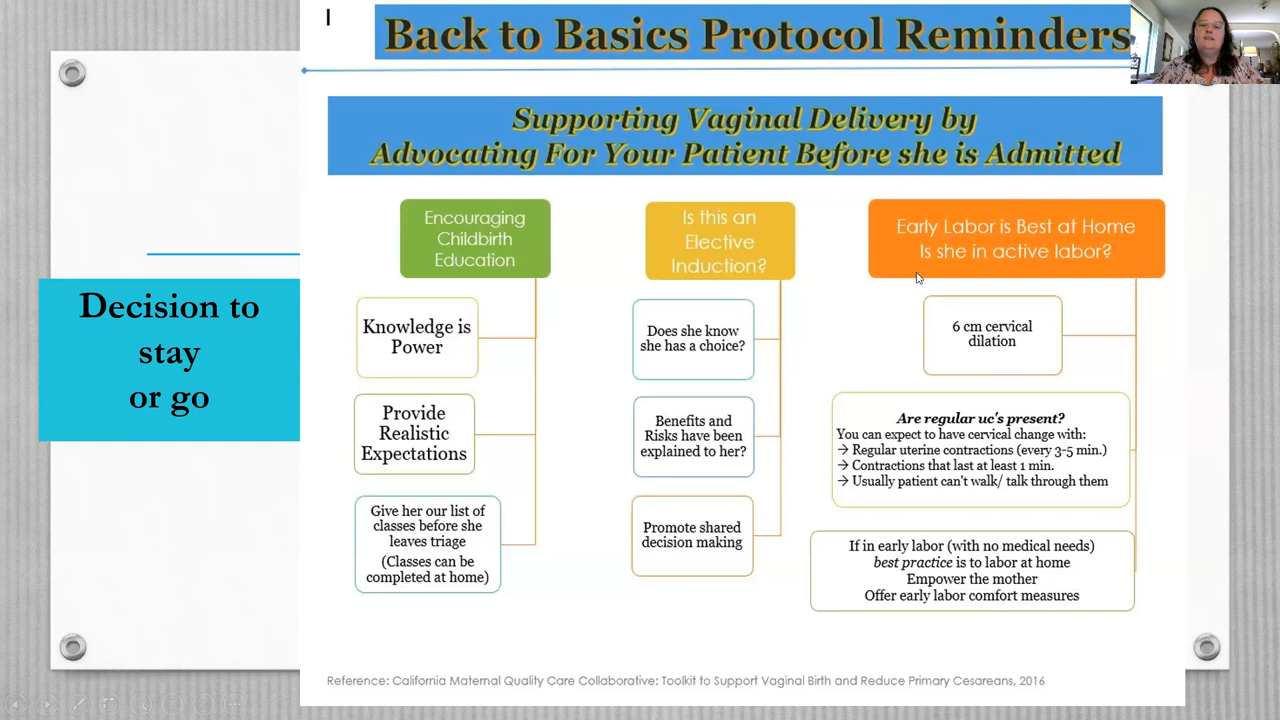 Back to Basics Protocol Reminders
Supporting Vaginal Delivery by
Advocating For Your Patient Before she is Admitted
Decision to
stay
or go
Encouraging
Childbirth
Education
Knowledge is
Power
Provide
Realistic
Expectations
Give her our list of
classes before she
leaves triage
(Classes can be
completed at home)
Is this an
Elective
Induction?
Does she know
she has a choice?
Benefits and
Risks have been
explained to her?
Promote shared
decision making
Early Labor is Best at Home
Is she in active labor?
6 cm cervical
dilation
Are regular uc's present?
You can expect to have cervical change with:
→ Regular uterine contractions (every 3-5 min.)
→ Contractions that last at least 1 min.
→ Usually patient can't walk/ talk through them
If in early labor (with no medical needs)
best practice is to labor at home
Empower the mother
Offer early labor comfort measures
Reference: California Maternal Quality Care Collaborative: Toolkit to Support Vaginal Birth and Reduce Primary Cesareans, 2016